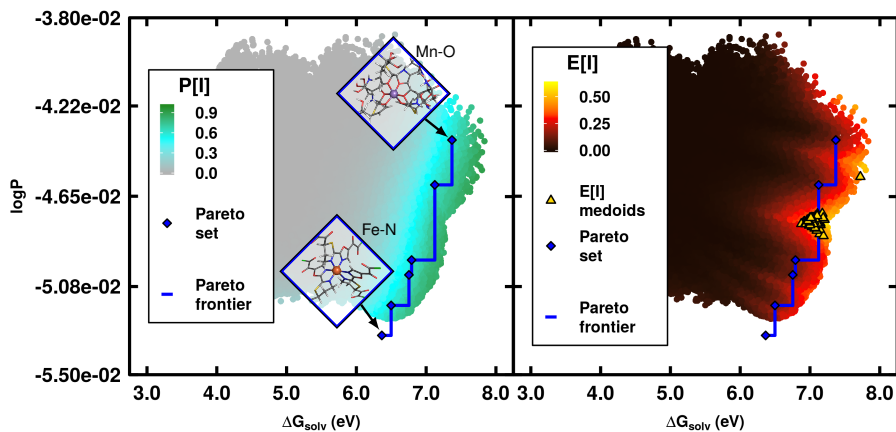 -3.80e-02
-4.22e-02
-4.65e-02
-5.08e-02
-5.50e-02
logP
P[I]
0.9
0.6
0.3
0.0
Pareto
set
Pareto
frontier
Mn-O
Fe-N
3.0 4.0 5.0 6.0 7.0 8.0
ΔGsolv (eV)
E[I]
0.50
0.25
0.00
E[I]
medoids
Pareto
set
Pareto
frontier
3.0 4.0 5.0 6.0 7.0 8.0
ΔGsolv (eV)